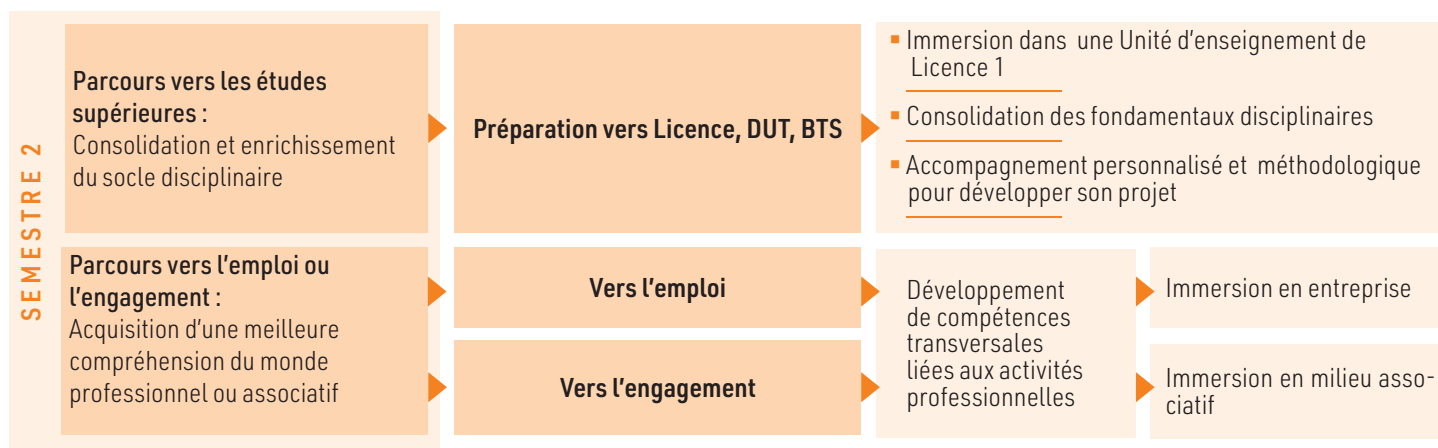 SEMESTRE 2
Parcours vers les études
supérieures :
Consolidation et enrichissement
du socle disciplinaire
Préparation vers Licence, DUT, BTS
Immersion dans une Unité d'enseignement de
Licence 1
Consolidation des fondamentaux disciplinaires
Accompagnement personnalisé et méthodologique
pour développer son projet
Parcours vers l'emploi ou
l'engagement :
Acquisition d'une meilleure
compréhension du monde
professionnel ou associatif
Vers l'emploi
Vers l'engagement
Développement
de compétences
transversales
liées aux activités
professionnelles
Immersion en entreprise
Immersion en milieu asso-
ciatif